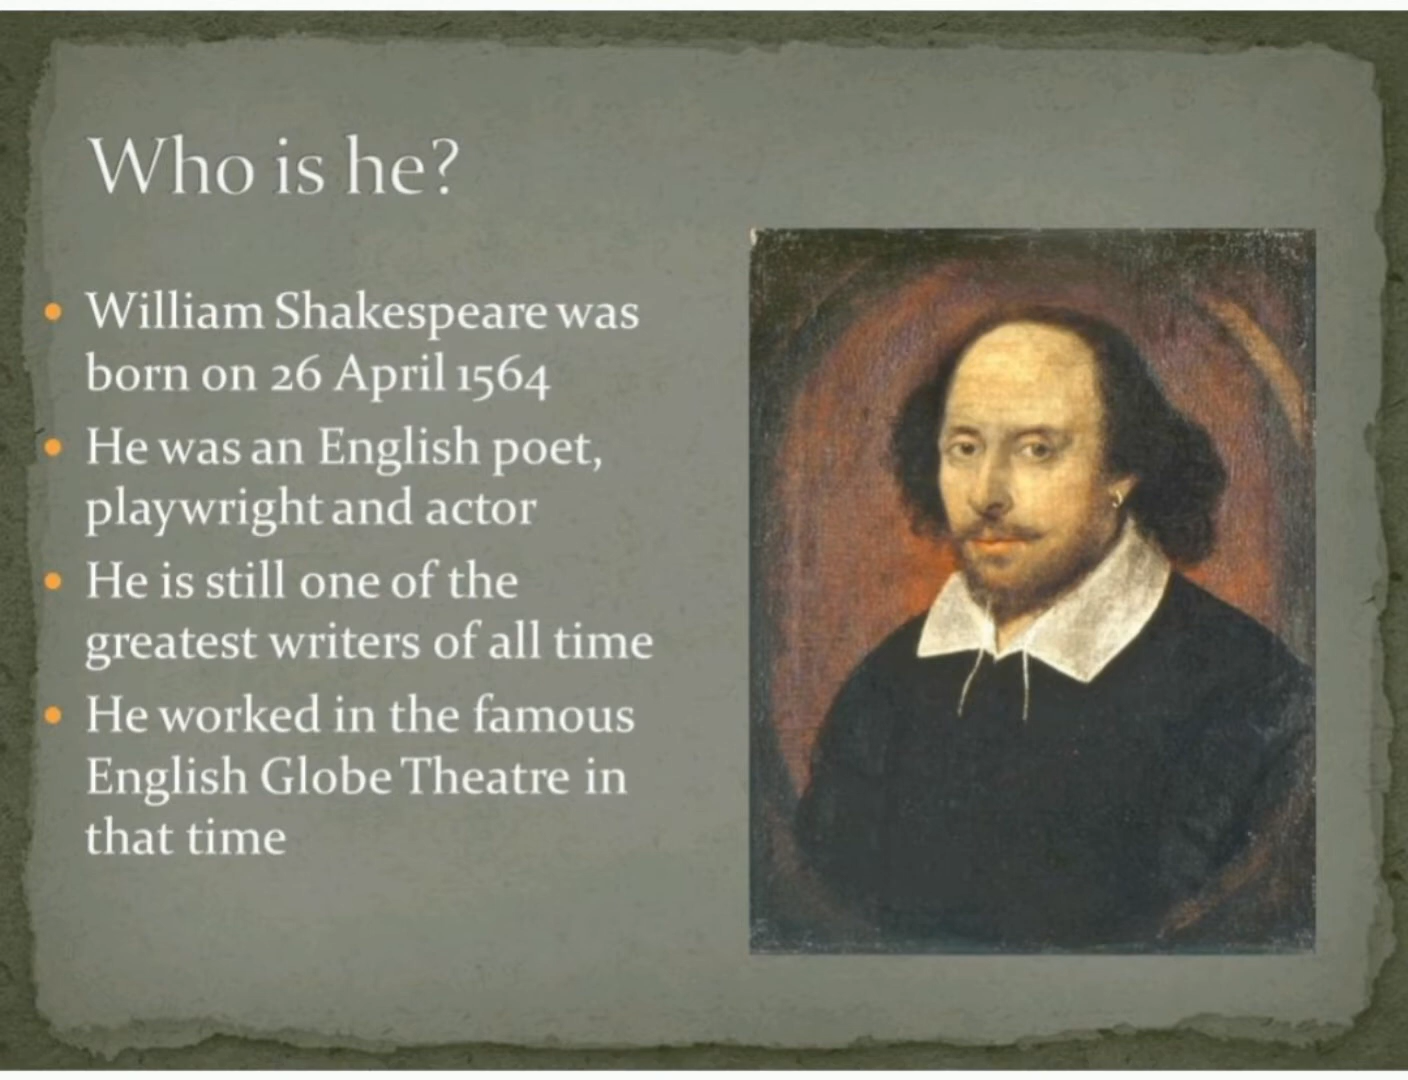 Who is he?
• William Shakespeare was
born on 26 April 1564
• He was an English poet,
playwright and actor
• He is still one of the
greatest writers of all time
• He worked in the famous
English Globe Theatre in
that time